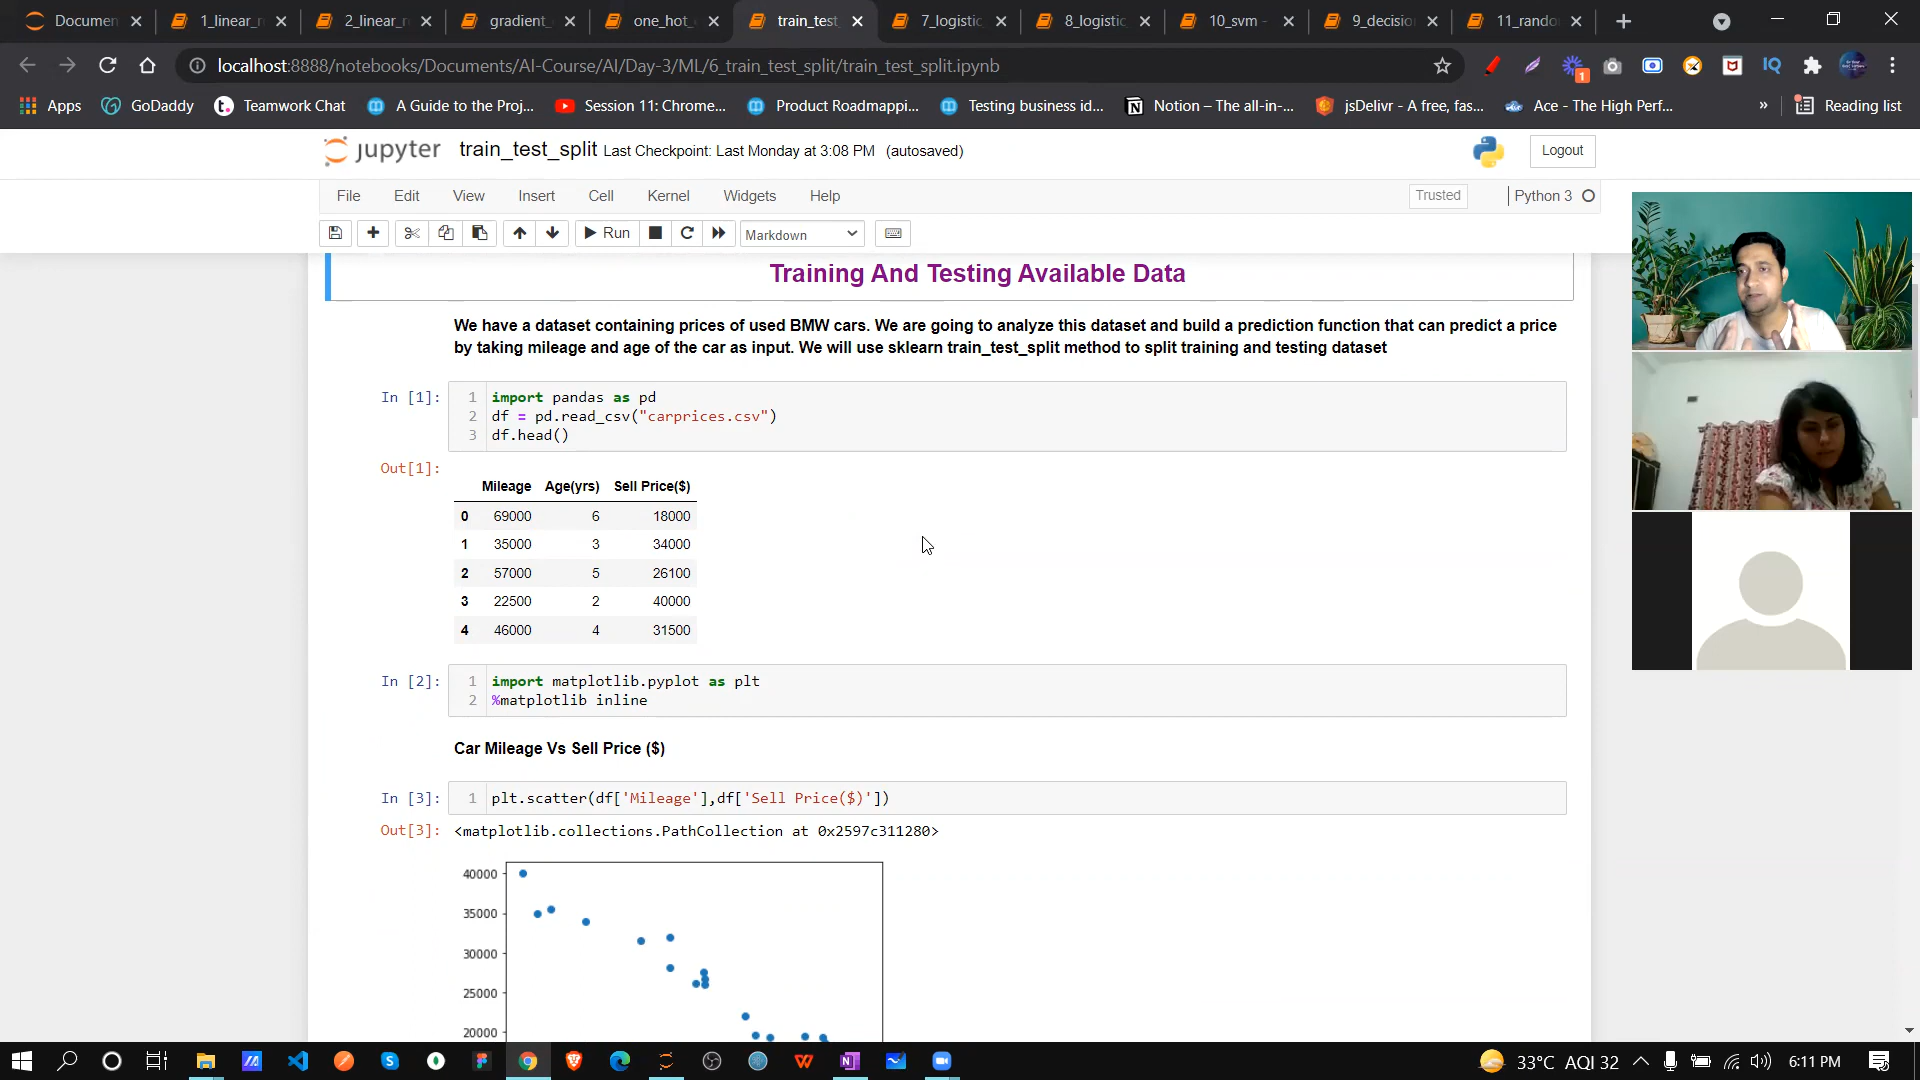 Documen
1_linear_r
2_linear_r
gradient_
one_hot_
train_test
7_logistic
8_logistic
10_svm -
9_decisio
11_rando
localhost:8888/notebooks/Documents/AI-Course/AI/Day-3/ML/6_train_test_split/train_test_split.ipynb
1
IQ
Apps
GoDaddy
Teamwork Chat
A Guide to the Proj...
Session 11: Chrome...
Product Roadmappi...
Testing business id...
Notion – The all-in-...
jsDelivr - A free, fas...
Ace - The High Perf...
»
Reading list
jupyter
train_test_split Last Checkpoint: Last Monday at 3:08 PM (autosaved)
Logout
File Edit View Insert Cell Kernel Widgets Help
Trusted
Python 3
Run
Markdown
Training And Testing Available Data
We have a dataset containing prices of used BMW cars. We are going to analyze this dataset and build a prediction function that can predict a price
by taking mileage and age of the car as input. We will use sklearn train_test_split method to split training and testing dataset
In [1]:
1 import pandas as pd
2 df = pd.read_csv("carprices.csv")
3 df.head()
Out[1]:
Mileage Age(yrs) Sell Price($)
0 69000 6 18000
1 35000 3 34000
2 57000 5 26100
3 22500 2 40000
4 46000 4 31500
In [2]:
1 import matplotlib.pyplot as plt
2 %matplotlib inline
Car Mileage Vs Sell Price ($)
In [3]:
1 plt.scatter(df['Mileage'],df['Sell Price($)'])
Out[3]: <matplotlib.collections.PathCollection at 0x2597c311280>
40000
35000
30000
25000
20000
33°C AQI 32
6:11 PM